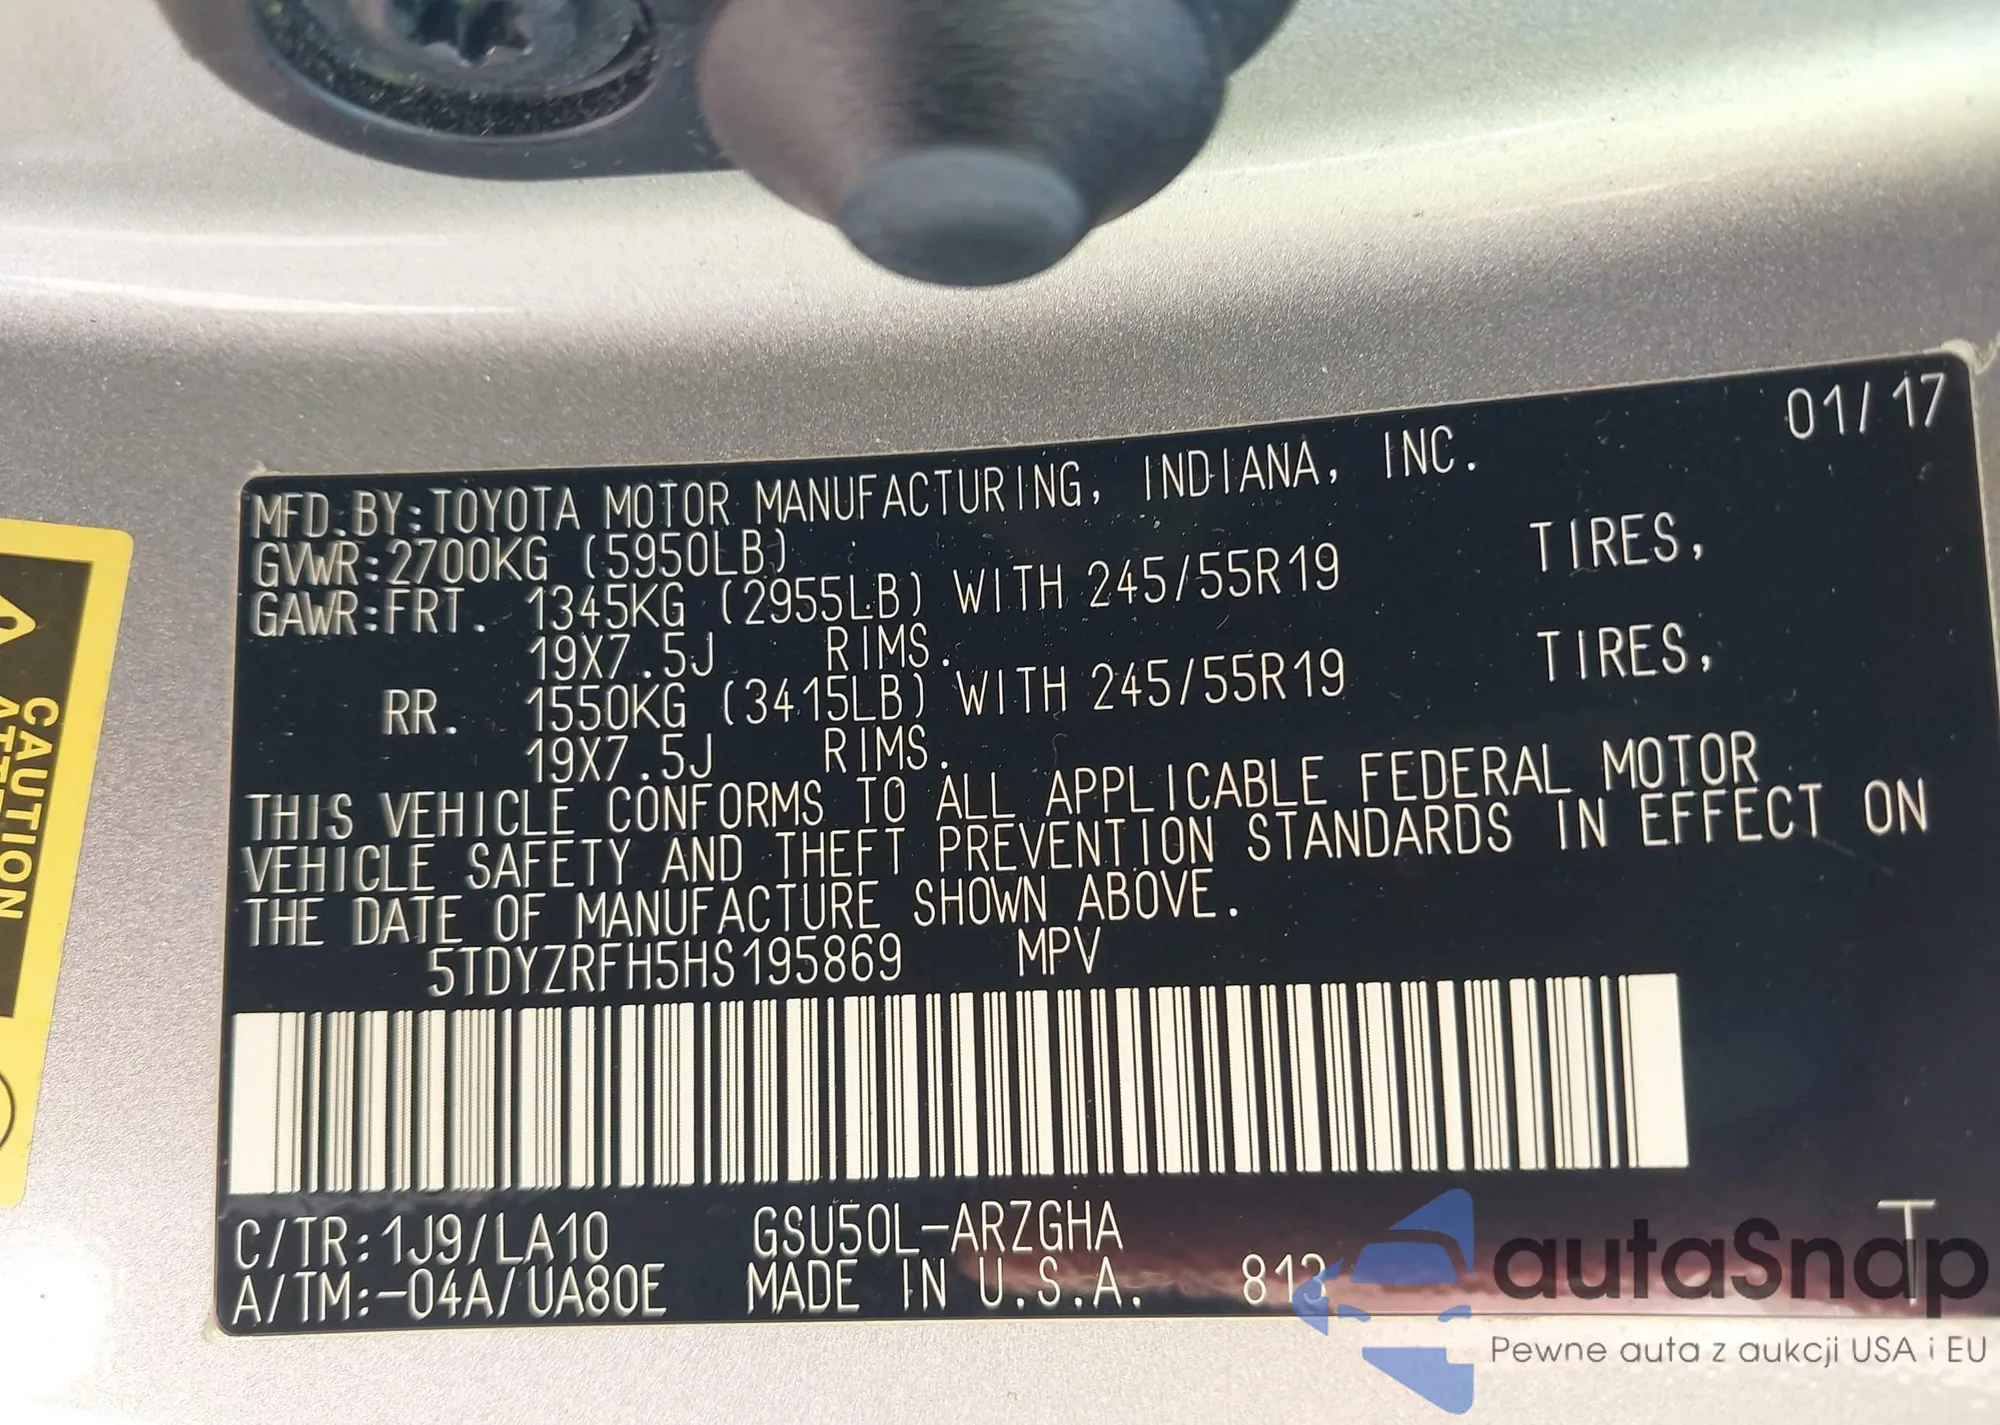 01/17
MFD.BY:TOYOTA MOTOR MANUFACTURING, INDIANA, INC.
GVWR:2700KG (5950LB)
GAWR:FRT. 1345KG (2955LB) WITH 245/55R19 TIRES,
19X7.5J RIMS.
RR. 1550KG (3415LB) WITH 245/55R19 TIRES,
19X7.5J RIMS.
THIS VEHICLE CONFORMS TO ALL APPLICABLE FEDERAL MOTOR
VEHICLE SAFETY AND THEFT PREVENTION STANDARDS IN EFFECT ON
THE DATE OF MANUFACTURE SHOWN ABOVE.
5TDYZRFH5HS195869 MPV
C/TR:1J9/LA10 GSU50L-ARZGHA T
A/TM:-04A/UA80E MADE IN U.S.A.
CAUTION
autaSnap
Pewne auta z aukcji USA i EU